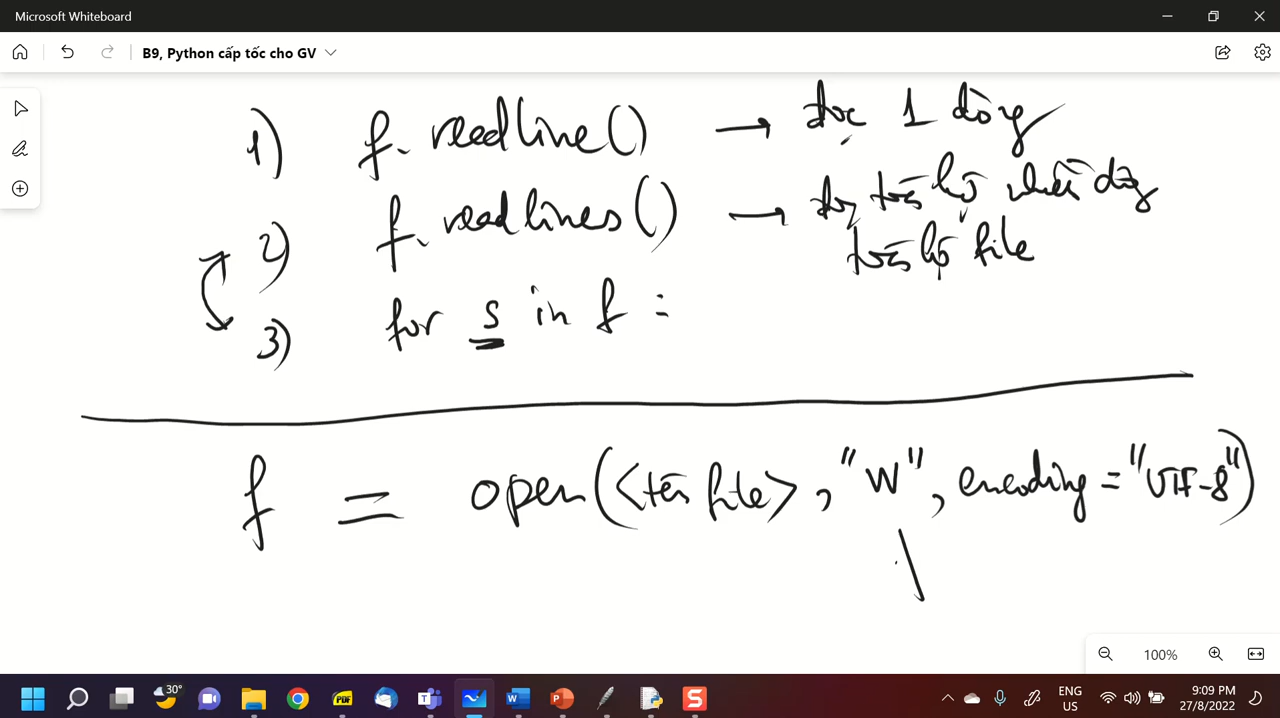 Microsoft Whiteboard
B9, Python cấp tốc cho GV
1) f.readline() → đọc 1 dòng
2) f.readlines() → đọc toàn bộ nhiều dòng
toàn bộ file
3) for s in f :
f = open(<tên file>, "W", encoding = "UTF-8")
100%
30°
ENG
US
9:09 PM
27/8/2022